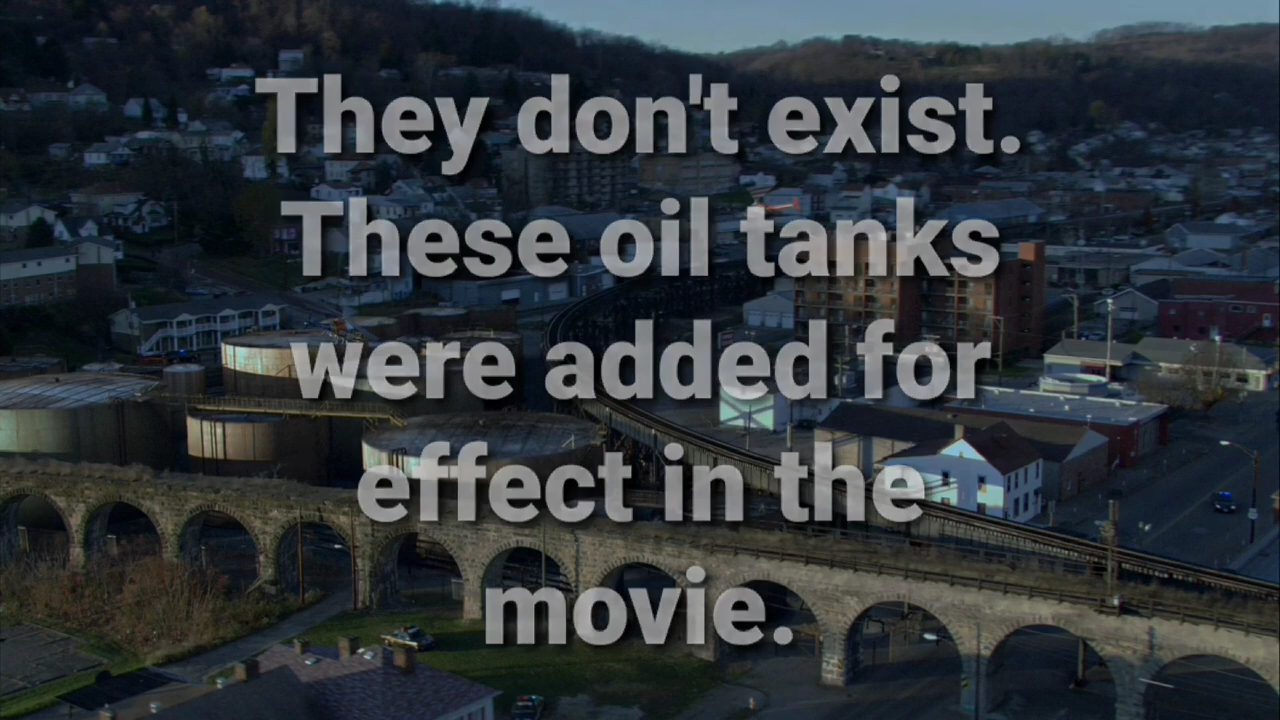 They don't exist.
These oil tanks
were added for
effect in the
movie.